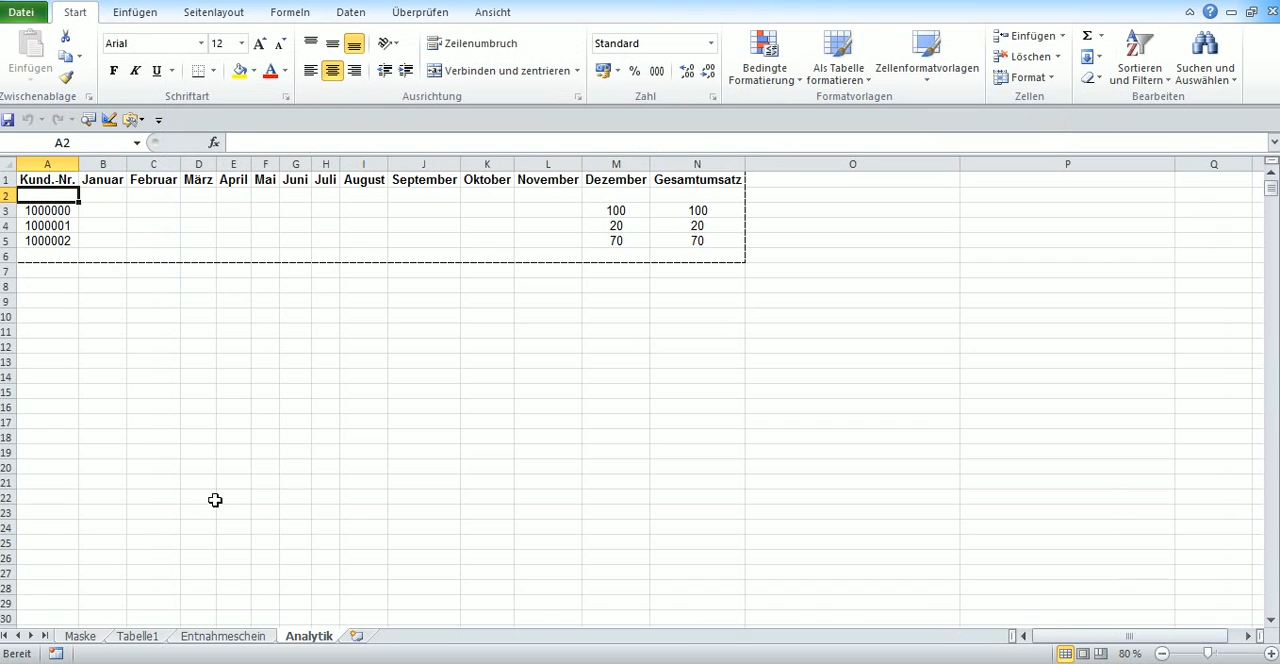 Datei Start Einfügen Seitenlayout Formeln Daten Überprüfen Ansicht
Arial 12 Zeilenumbruch Standard Einfügen Σ
Einfügen F K U A Verbinden und zentrieren % 000 Bedingte Formatierung Als Tabelle formatieren Zellenformatvorlagen Löschen Format Sortieren und Filtern Suchen und Auswählen
Zwischenablage Schriftart Ausrichtung Zahl Formatvorlagen Zellen Bearbeiten
A2 fx
A B C D E F G H I J K L M N O P Q
1 Kund.-Nr. Januar Februar März April Mai Juni Juli August September Oktober November Dezember Gesamtumsatz
2
3 1000000 100 100
4 1000001 20 20
5 1000002 70 70
6
7
8
9
10
11
12
13
14
15
16
17
18
19
20
21
22
23
24
25
26
27
28
29
30
Maske Tabelle1 Entnahmeschein Analytik
Bereit 80 %